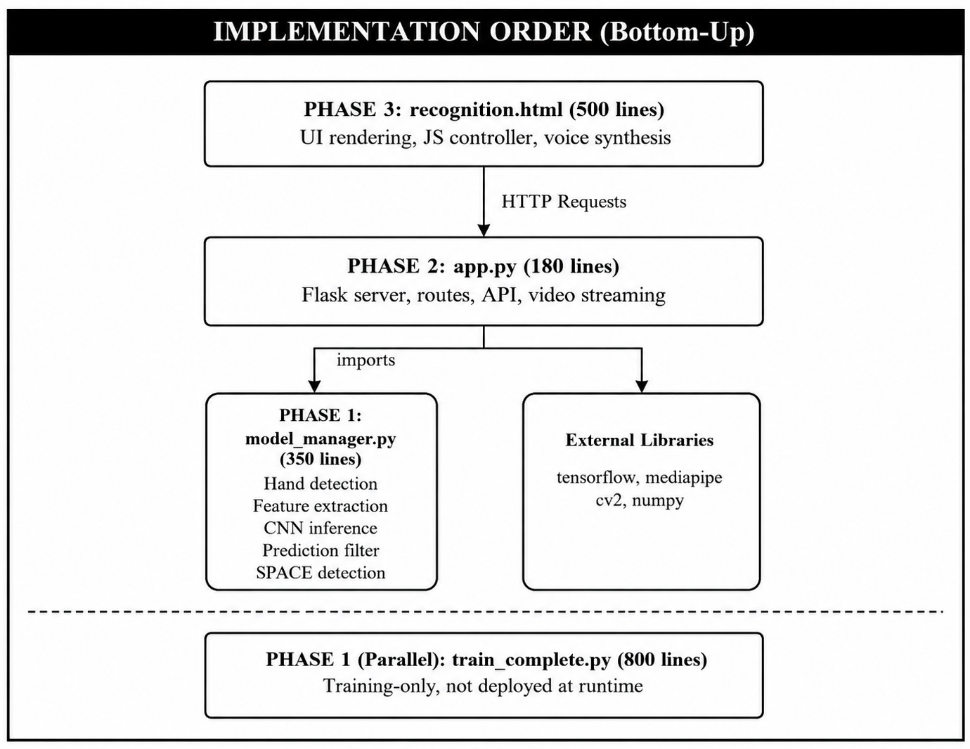 IMPLEMENTATION ORDER (Bottom-Up)
PHASE 3: recognition.html (500 lines)
UI rendering, JS controller, voice synthesis
HTTP Requests
PHASE 2: app.py (180 lines)
Flask server, routes, API, video streaming
imports
PHASE 1:
model_manager.py
(350 lines)
Hand detection
Feature extraction
CNN inference
Prediction filter
SPACE detection
External Libraries
tensorflow, mediapipe
cv2, numpy
PHASE 1 (Parallel): train_complete.py (800 lines)
Training-only, not deployed at runtime